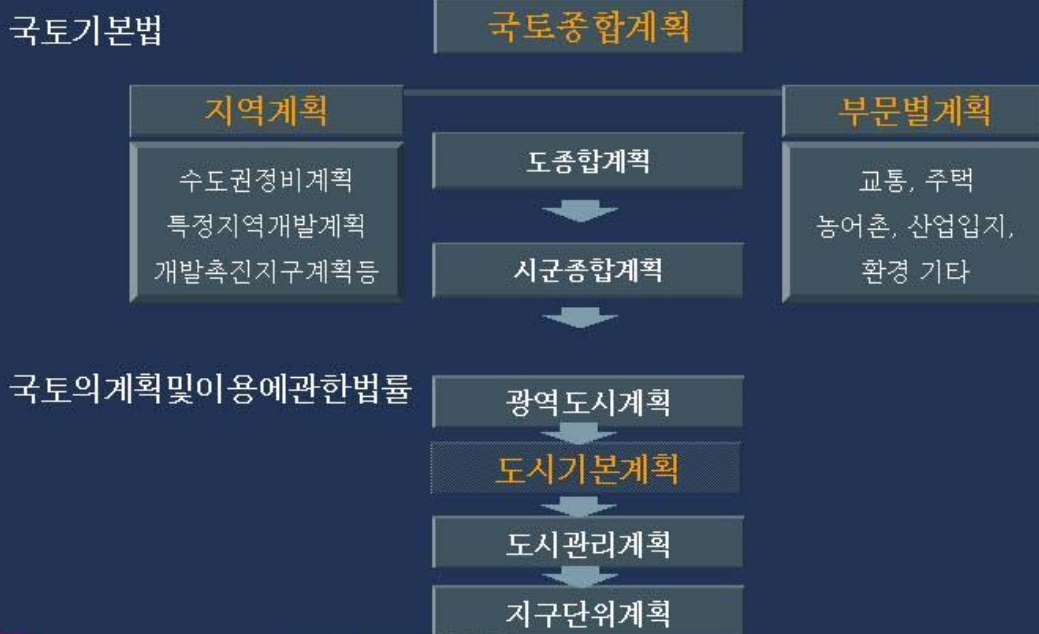 국토기본법
국토종합계획
지역계획
수도권정비계획
특정지역개발계획
개발촉진지구계획등
도종합계획
시군종합계획
부문별계획
교통, 주택
농어촌, 산업입지,
환경 기타
국토의계획및이용에관한법률
광역도시계획
도시기본계획
도시관리계획
지구단위계획